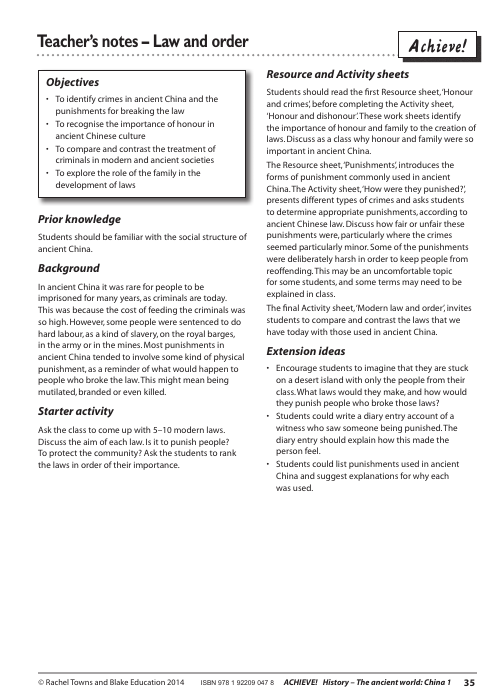 Teacher's notes – Law and order
Achieve!
Objectives
• To identify crimes in ancient China and the
punishments for breaking the law
• To recognise the importance of honour in
ancient Chinese culture
• To compare and contrast the treatment of
criminals in modern and ancient societies
• To explore the role of the family in the
development of laws
Prior knowledge
Students should be familiar with the social structure of
ancient China.
Background
In ancient China it was rare for people to be
imprisoned for many years, as criminals are today.
This was because the cost of feeding the criminals was
so high. However, some people were sentenced to do
hard labour, as a kind of slavery, on the royal barges,
in the army or in the mines. Most punishments in
ancient China tended to involve some kind of physical
punishment, as a reminder of what would happen to
people who broke the law. This might mean being
mutilated, branded or even killed.
Starter activity
Ask the class to come up with 5–10 modern laws.
Discuss the aim of each law. Is it to punish people?
To protect the community? Ask the students to rank
the laws in order of their importance.
Resource and Activity sheets
Students should read the first Resource sheet, 'Honour
and crimes', before completing the Activity sheet,
'Honour and dishonour'. These work sheets identify
the importance of honour and family to the creation of
laws. Discuss as a class why honour and family were so
important in ancient China.
The Resource sheet, 'Punishments', introduces the
forms of punishment commonly used in ancient
China. The Activity sheet, 'How were they punished?',
presents different types of crimes and asks students
to determine appropriate punishments, according to
ancient Chinese law. Discuss how fair or unfair these
punishments were, particularly where the crimes
seemed particularly minor. Some of the punishments
were deliberately harsh in order to keep people from
reoffending. This may be an uncomfortable topic
for some students, and some terms may need to be
explained in class.
The final Activity sheet, 'Modern law and order', invites
students to compare and contrast the laws that we
have today with those used in ancient China.
Extension ideas
• Encourage students to imagine that they are stuck
on a desert island with only the people from their
class. What laws would they make, and how would
they punish people who broke those laws?
• Students could write a diary entry account of a
witness who saw someone being punished. The
diary entry should explain how this made the
person feel.
• Students could list punishments used in ancient
China and suggest explanations for why each
was used.
© Rachel Towns and Blake Education 2014 ISBN 978 1 92209 047 8 ACHIEVE! History – The ancient world: China 1 35